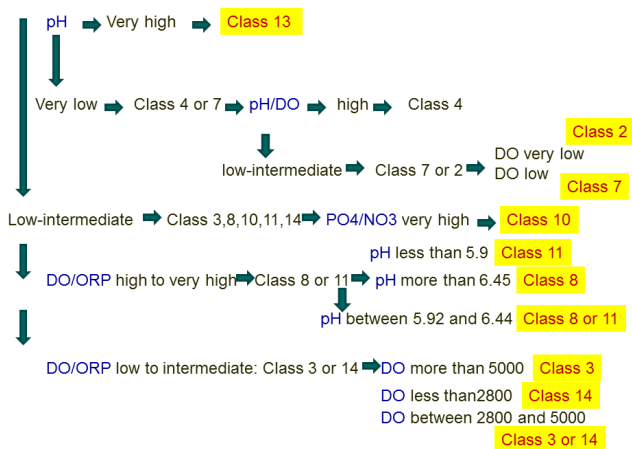 pH Very high Class 13
Very low Class 4 or 7 pH/DO high Class 4
Class 2
DO very low
low-intermediate Class 7 or 2
DO low
Class 7
Low-intermediate Class 3,8,10,11,14 PO4/NO3 very high Class 10
pH less than 5.9 Class 11
DO/ORP high to very high Class 8 or 11 pH more than 6.45 Class 8
pH between 5.92 and 6.44 Class 8 or 11
DO/ORP low to intermediate: Class 3 or 14 DO more than 5000 Class 3
DO less than2800 Class 14
DO between 2800 and 5000
Class 3 or 14